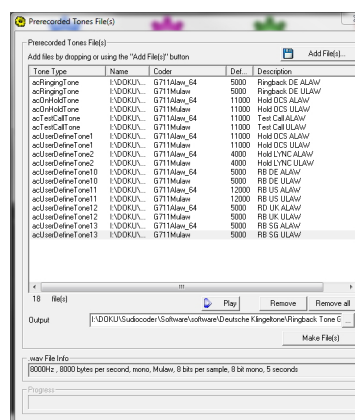 Prerecorded Tones File(s)
Prerecorded Tones File(s)
Add files by dropping or using the "Add File(s)" button
Add File(s)...
Tone Type Name Coder Def... Description
acRingingTone I:\DOKU\... G711Alaw_64 5000 Ringback DE ALAW
acRingingTone I:\DOKU\... G711Mulaw 5000 Ringback DE ULAW
acOnHoldTone I:\DOKU\... G711Alaw_64 11000 Hold OCS ALAW
acOnHoldTone I:\DOKU\... G711Mulaw 11000 Hold OCS ULAW
acTestCallTone I:\DOKU\... G711Alaw_64 11000 Test Call ALAW
acTestCallTone I:\DOKU\... G711Mulaw 11000 Test Call ULAW
acUserDefineTone1 I:\DOKU\... G711Alaw_64 11000 Hold OCS ALAW
acUserDefineTone1 I:\DOKU\... G711Mulaw 11000 Hold OCS ULAW
acUserDefineTone2 I:\DOKU\... G711Alaw_64 4000 Hold LYNC ALAW
acUserDefineTone2 I:\DOKU\... G711Mulaw 4000 Hold LYNC ULAW
acUserDefineTone10 I:\DOKU\... G711Alaw_64 5000 RB DE ALAW
acUserDefineTone10 I:\DOKU\... G711Mulaw 5000 RB DE ULAW
acUserDefineTone11 I:\DOKU\... G711Alaw_64 12000 RB US ALAW
acUserDefineTone11 I:\DOKU\... G711Mulaw 12000 RB US ULAW
acUserDefineTone12 I:\DOKU\... G711Alaw_64 5000 RD UK ALAW
acUserDefineTone12 I:\DOKU\... G711Mulaw 5000 RB UK ULAW
acUserDefineTone13 I:\DOKU\... G711Alaw_64 5000 RB SG ALAW
acUserDefineTone13 I:\DOKU\... G711Mulaw 5000 RB SG ULAW
18 file(s)
Play Remove Remove all
Output I:\DOKU\Sudiocoder\Software\software\Deutsche Klingeltone\Ringback Tone G ...
Make File(s)
.wav File Info
8000Hz , 8000 bytes per second, mono, Mulaw, 8 bits per sample, 8 bit mono, 5 seconds
Progress